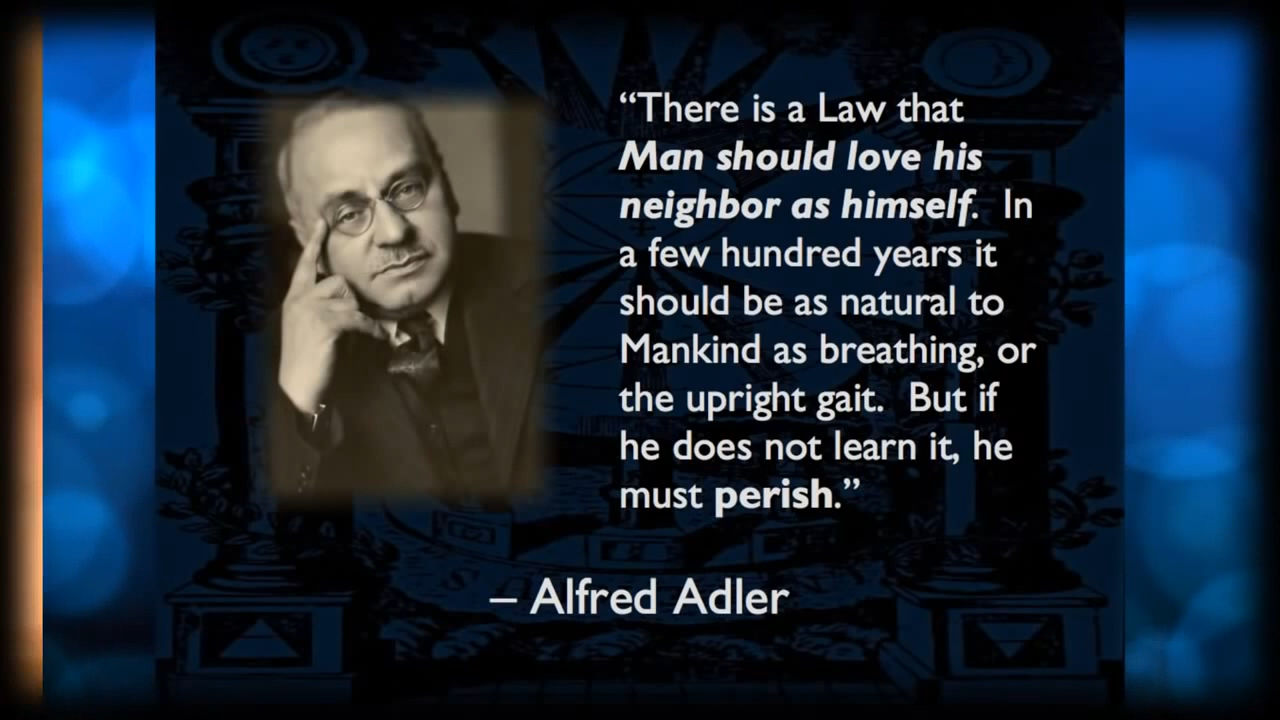 “There is a Law that
Man should love his
neighbor as himself.  In
a few hundred years it
should be as natural to
Mankind as breathing, or
the upright gait.  But if
he does not learn it, he
must perish.”
– Alfred Adler